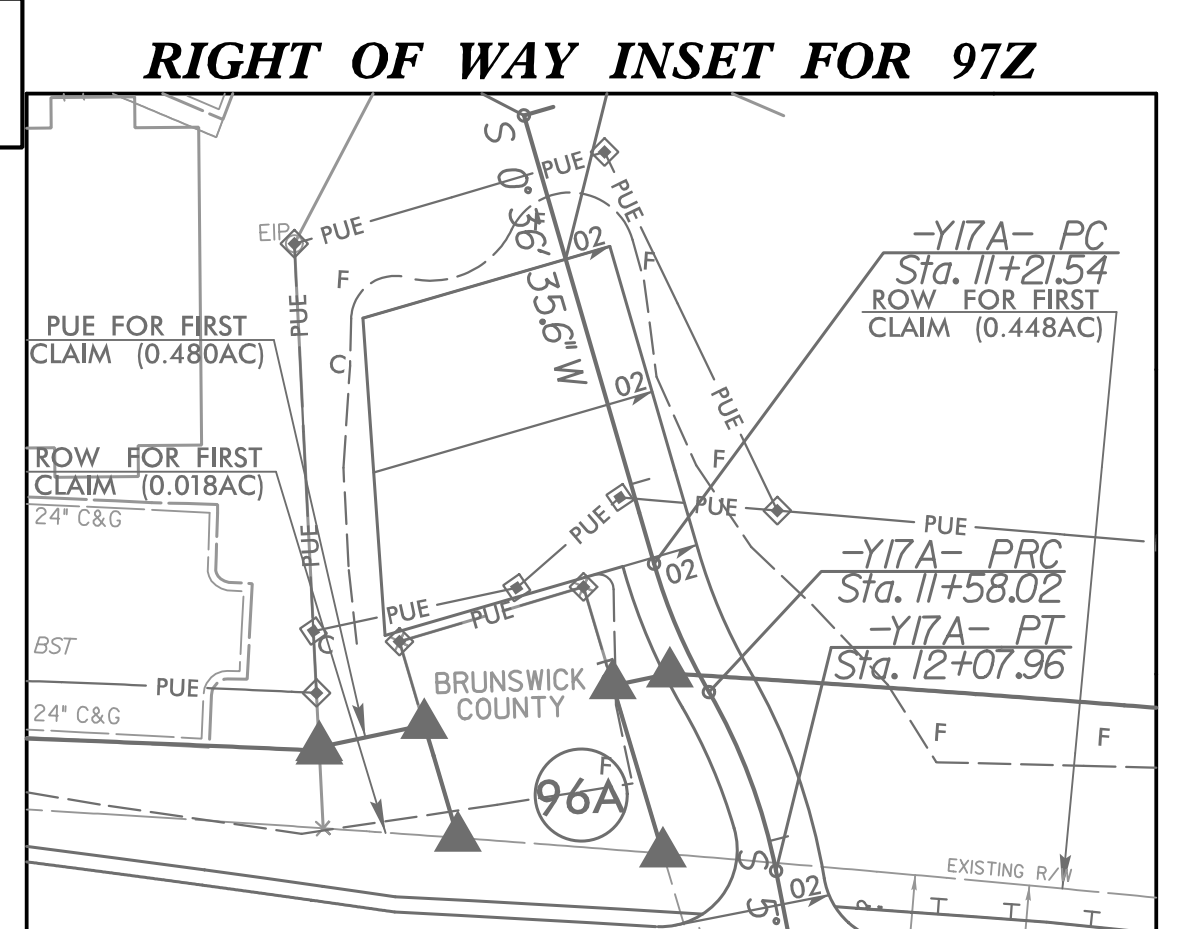 RIGHT OF WAY INSET FOR 97Z
S 0° 36' 35.6" W
PUE
PUE
EIP
PUE
F
F
02
F
-Y17A- PC
Sta. 11+21.54
ROW FOR FIRST
CLAIM (0.448AC)
PUE
PUE FOR FIRST
CLAIM (0.480AC)
C
02
PUE
ROW FOR FIRST
CLAIM (0.018AC)
F
24" C&G
PUE
PUE
PUE
PUE
02
-Y17A- PRC
Sta. 11+58.02
PUE
PUE
-Y17A- PT
Sta. 12+07.96
BST
C
PUE
BRUNSWICK
COUNTY
24" C&G
F
F
F
96A
EXISTING R/W
S 5°
02
T T T